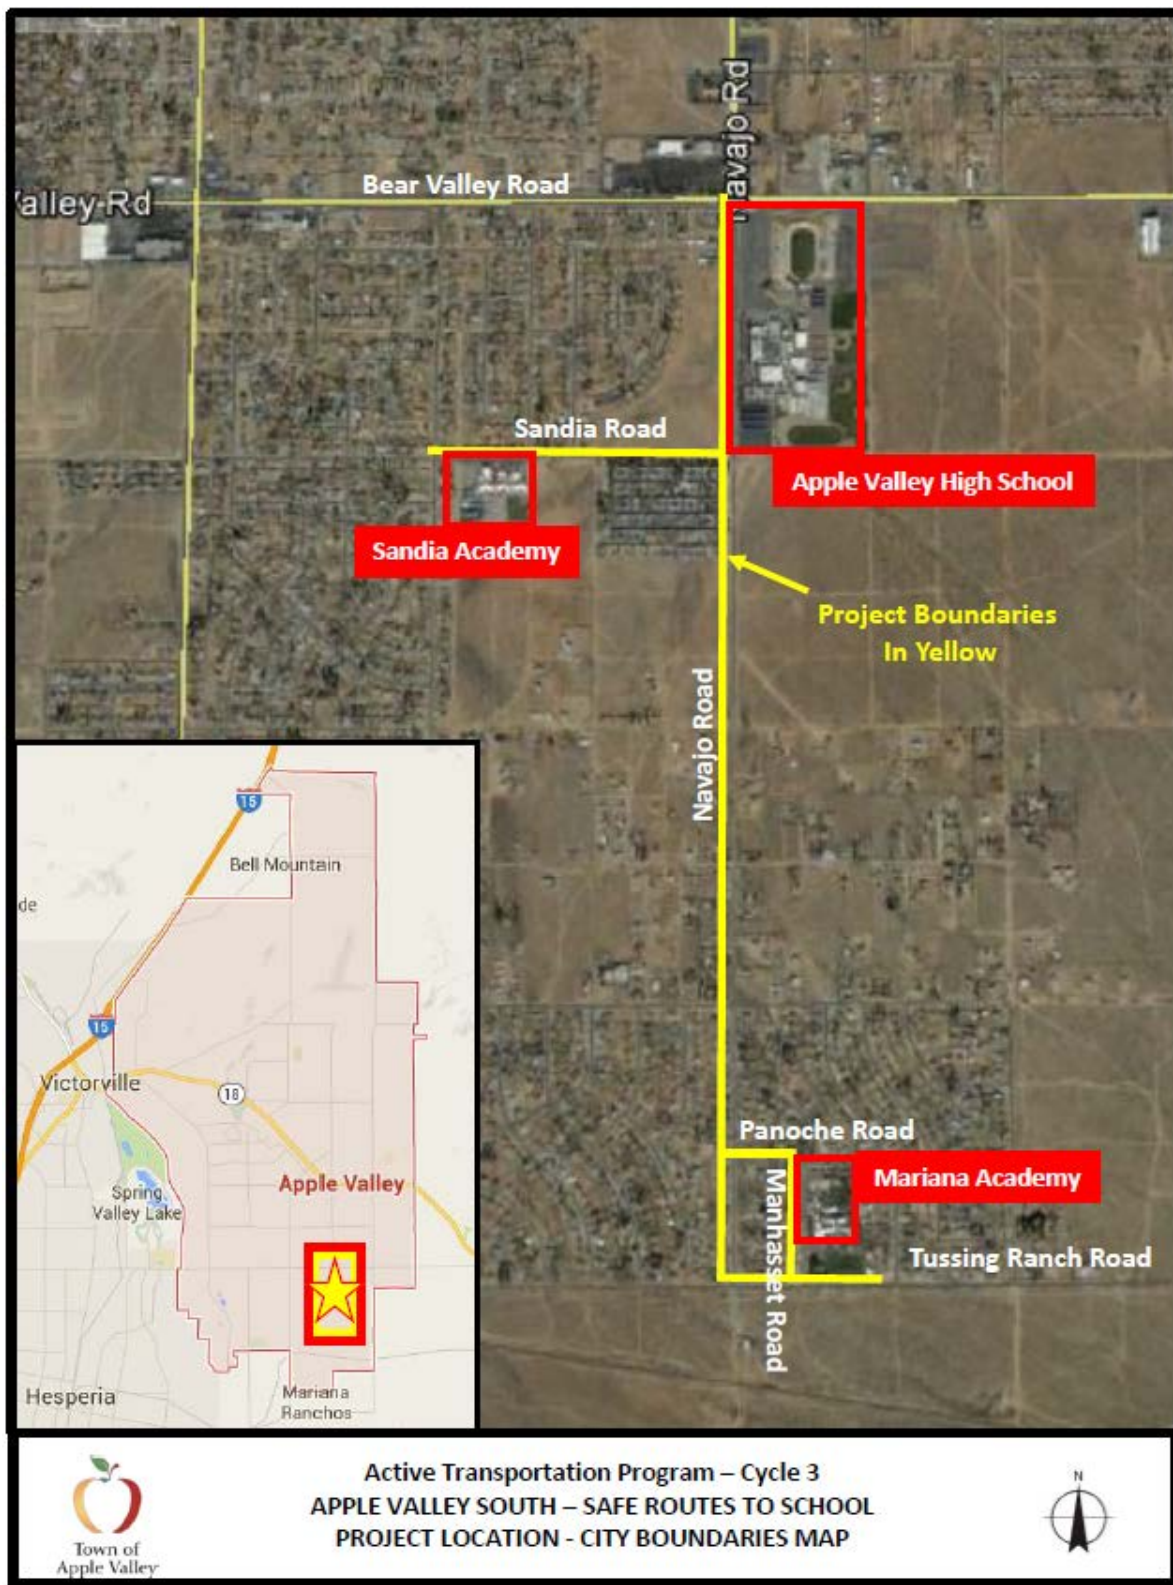 Navajo Rd
Bear Valley Road
Valley Rd
Sandia Road
Apple Valley High School
Sandia Academy
Project Boundaries
In Yellow
Navajo Road
15
Bell Mountain
de
15
Victorville
18
Apple Valley
Spring
Valley Lake
Hesperia
Mariana
Ranchos
Panoche Road
Mariana Academy
Manhasset Road
Tussing Ranch Road
Town of
Apple Valley
Active Transportation Program – Cycle 3
APPLE VALLEY SOUTH – SAFE ROUTES TO SCHOOL
PROJECT LOCATION - CITY BOUNDARIES MAP
N